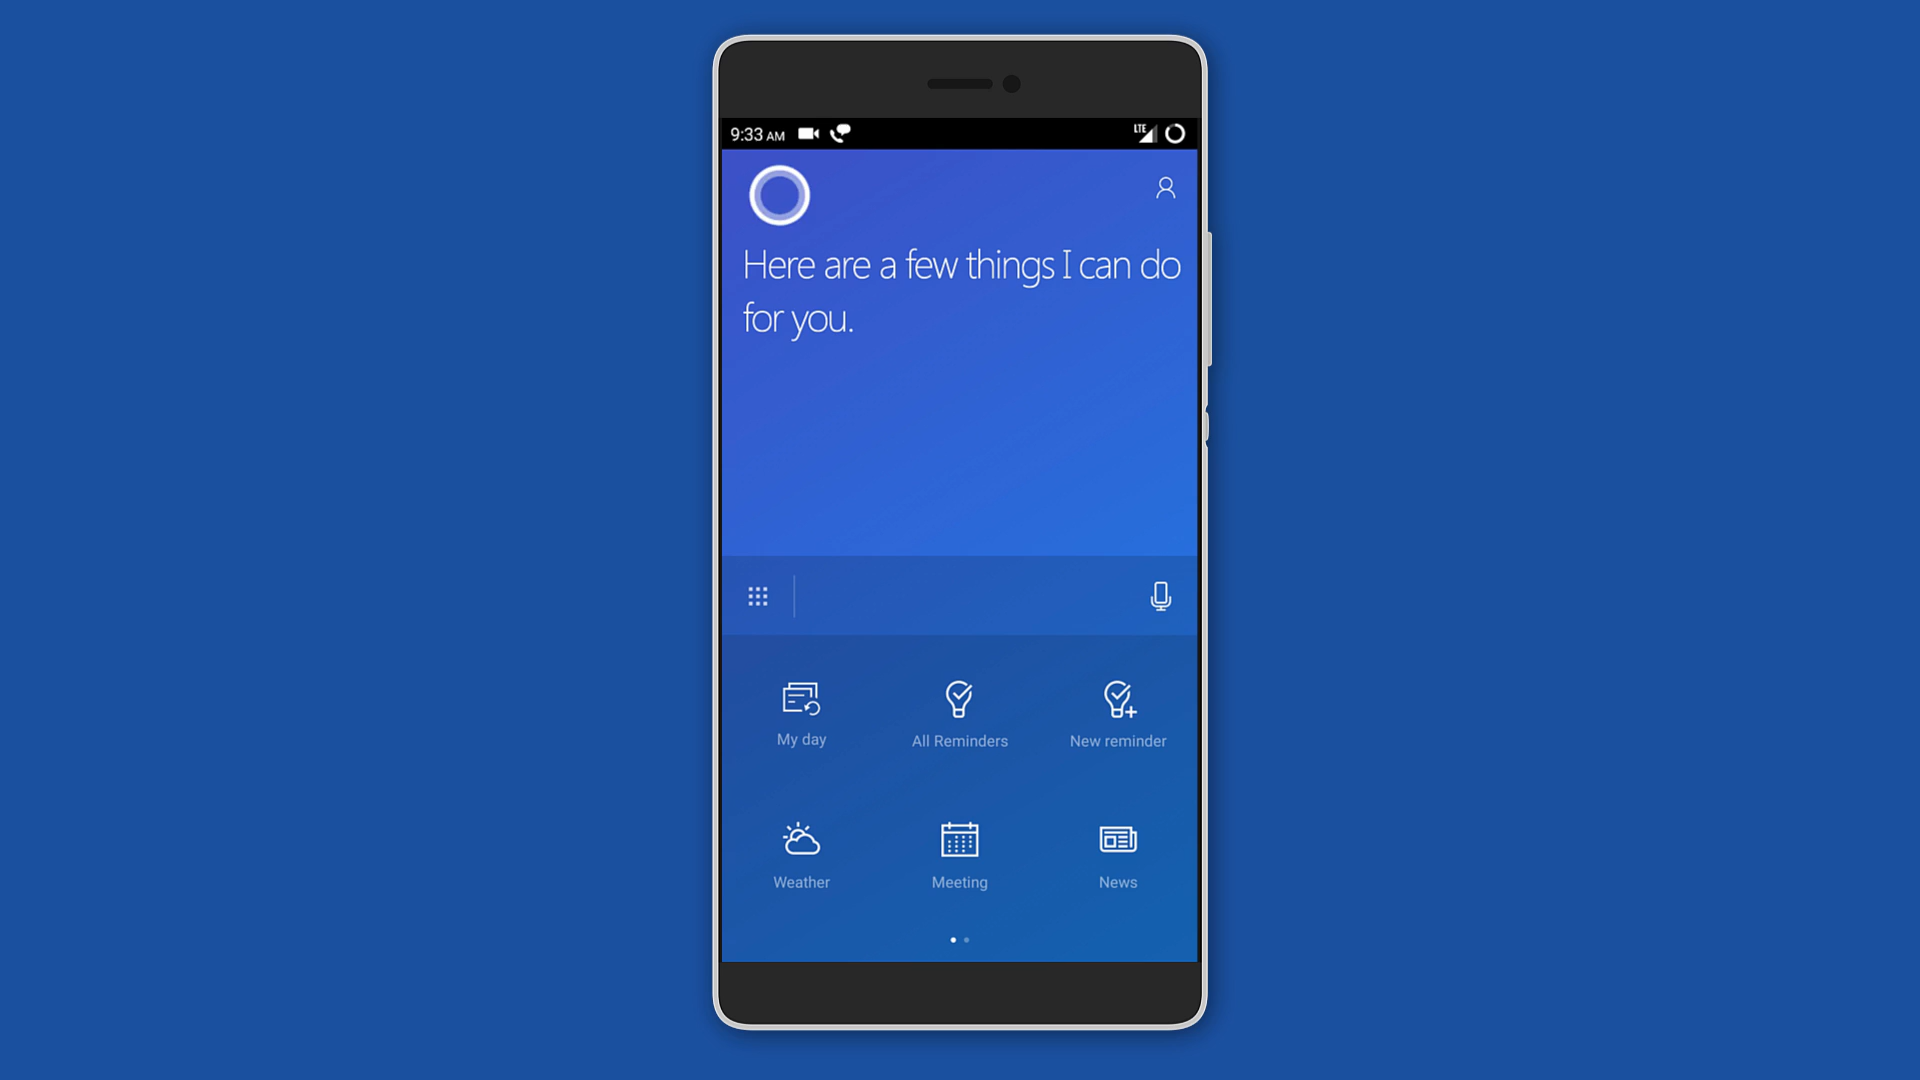 9:33 AM
LTE
Here are a few things I can do
for you.
My day
All Reminders
New reminder
Weather
Meeting
News